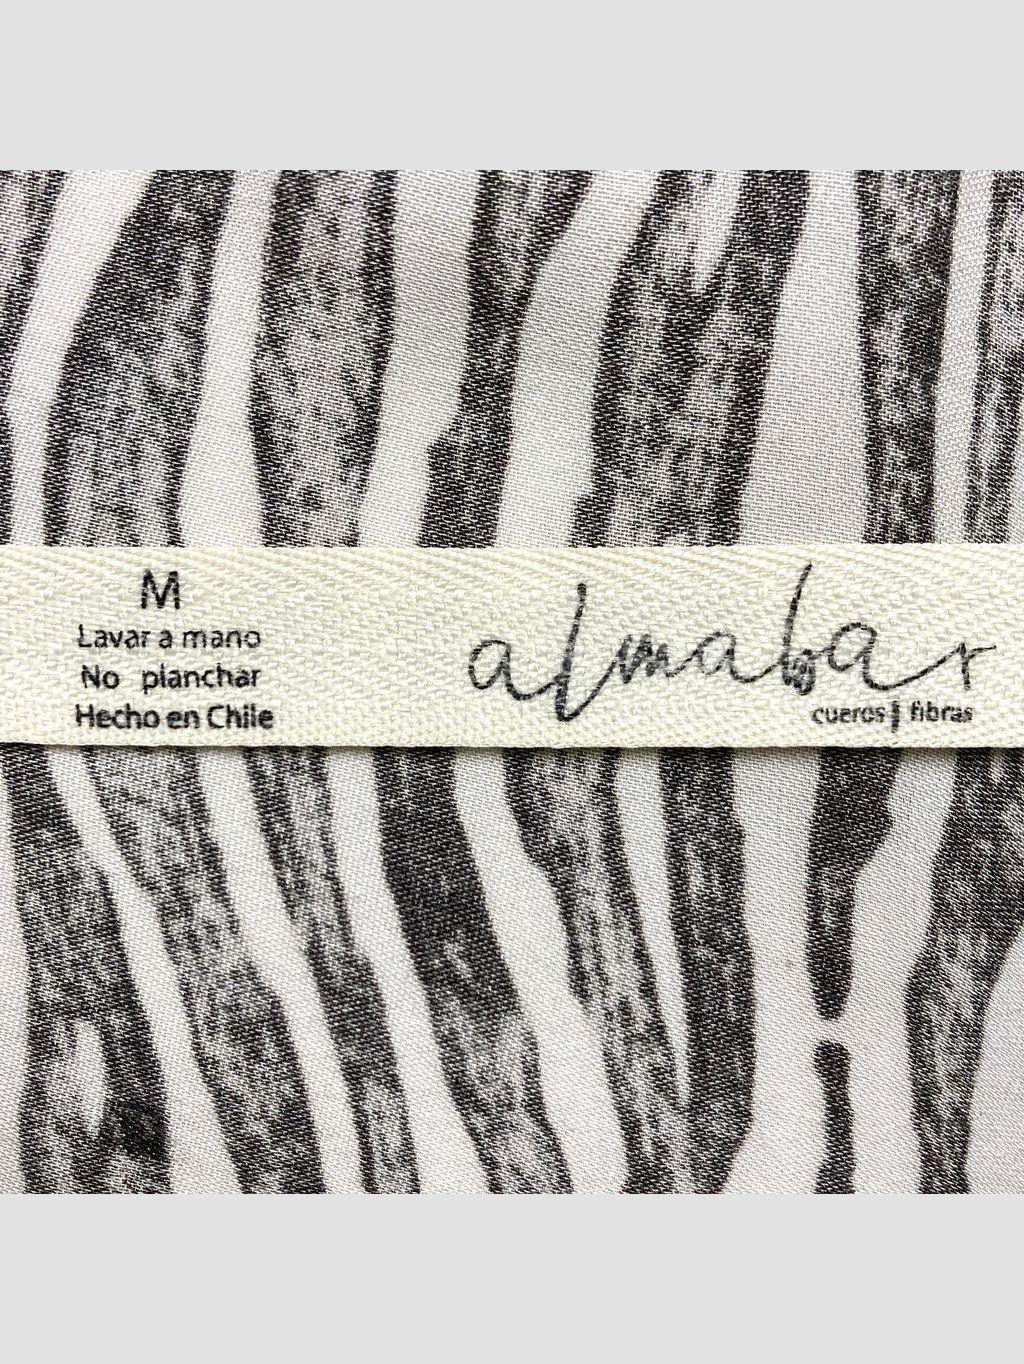 M
Lavar a mano
No planchar
Hecho en Chile
almabar
cueros | fibras